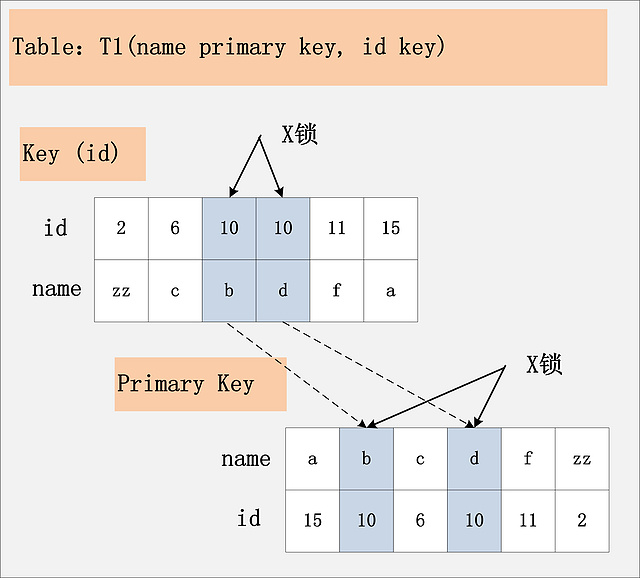 Table：T1(name primary key, id key)
X锁
Key (id)
id 2 6 10 10 11 15
name zz c b d f a
X锁
Primary Key
name a b c d f zz
id 15 10 6 10 11 2